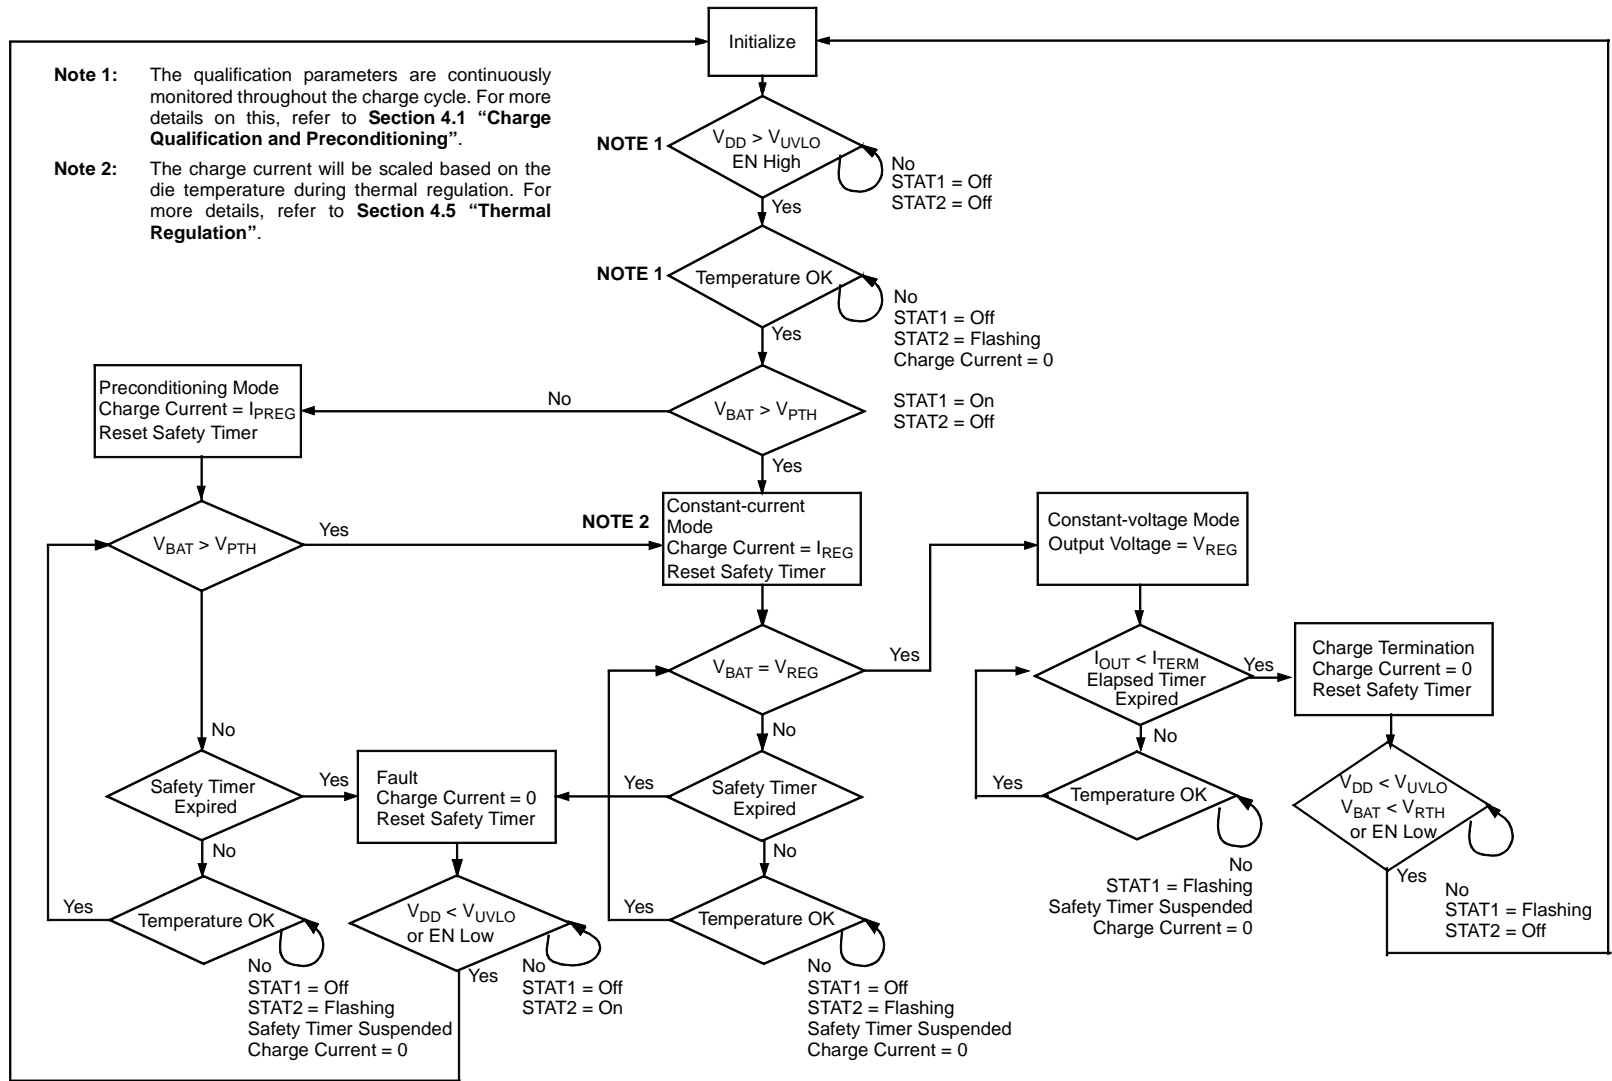 Initialize
Note 1: The qualification parameters are continuously
monitored throughout the charge cycle. For more
details on this, refer to Section 4.1 “Charge
Qualification and Preconditioning”.
Note 2: The charge current will be scaled based on the
die temperature during thermal regulation. For
more details, refer to Section 4.5 “Thermal
Regulation”.
NOTE 1
VDD > VUVLO
EN High
No
STAT1 = Off
STAT2 = Off
Yes
NOTE 1
Temperature OK
No
STAT1 = Off
STAT2 = Flashing
Charge Current = 0
Yes
Preconditioning Mode
Charge Current = IPREG
Reset Safety Timer
No
VBAT > VPTH
STAT1 = On
STAT2 = Off
Yes
VBAT > VPTH
Yes
NOTE 2
Constant-current
Mode
Charge Current = IREG
Reset Safety Timer
Constant-voltage Mode
Output Voltage = VREG
VBAT = VREG
Yes
IOUT < ITERM
Elapsed Timer
Expired
Yes
Charge Termination
Charge Current = 0
Reset Safety Timer
No
No
No
Safety Timer
Expired
Yes
Fault
Charge Current = 0
Reset Safety Timer
Yes
Safety Timer
Expired
Yes
Temperature OK
VDD < VUVLO
VBAT < VRTH
or EN Low
No
No
No
STAT1 = Flashing
Safety Timer Suspended
Charge Current = 0
Yes
No
STAT1 = Flashing
STAT2 = Off
Yes
Temperature OK
VDD < VUVLO
or EN Low
Yes
Temperature OK
No
STAT1 = Off
STAT2 = Flashing
Safety Timer Suspended
Charge Current = 0
Yes
No
STAT1 = Off
STAT2 = On
No
STAT1 = Off
STAT2 = Flashing
Safety Timer Suspended
Charge Current = 0